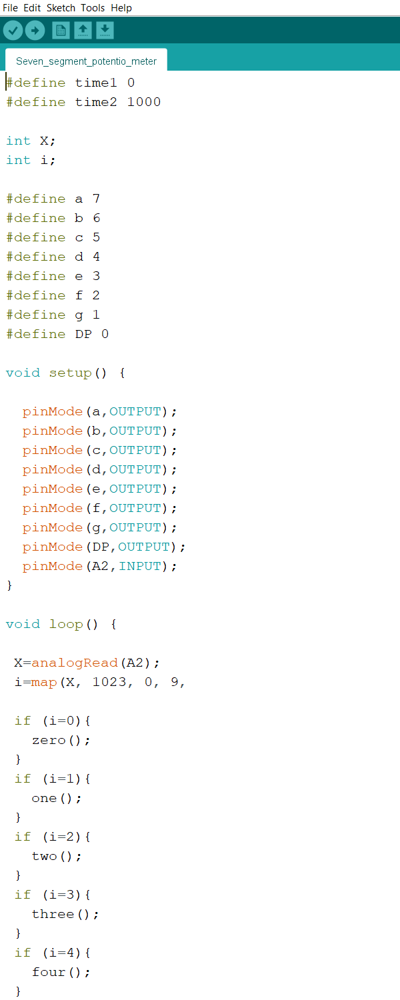 File Edit Sketch Tools Help
Seven_segment_potentio_meter
#define time1 0
#define time2 1000
int X;
int i;
#define a 7
#define b 6
#define c 5
#define d 4
#define e 3
#define f 2
#define g 1
#define DP 0
void setup() {
pinMode(a,OUTPUT);
pinMode(b,OUTPUT);
pinMode(c,OUTPUT);
pinMode(d,OUTPUT);
pinMode(e,OUTPUT);
pinMode(f,OUTPUT);
pinMode(g,OUTPUT);
pinMode(DP,OUTPUT);
pinMode(A2,INPUT);
}
void loop() {
X=analogRead(A2);
i=map(X, 1023, 0, 9,
if (i=0){
zero();
}
if (i=1){
one();
}
if (i=2){
two();
}
if (i=3){
three();
}
if (i=4){
four();
}